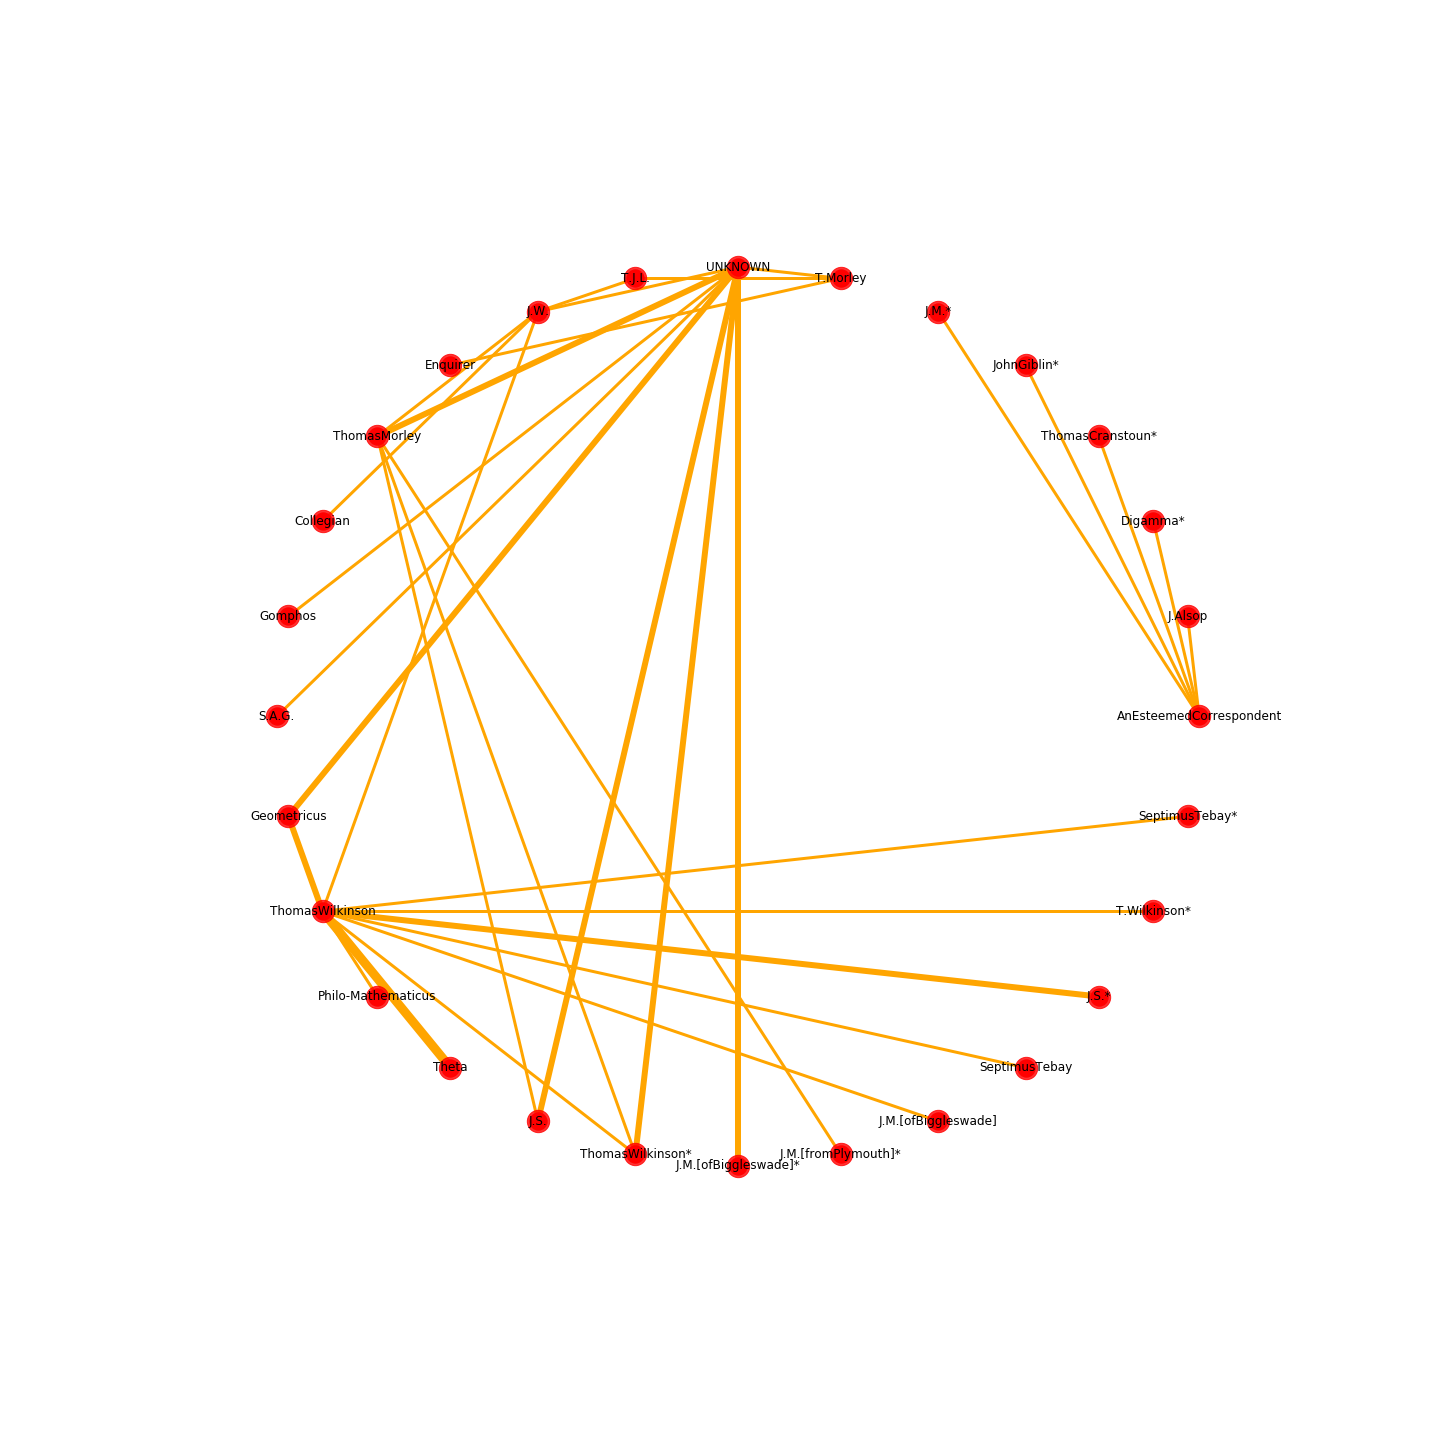 UNKNOWN
T.J.L.
T.Morley
J.W.
J.M.*
Enquirer
JohnGiblin*
ThomasMorley
ThomasCranstoun*
Collegian
Digamma*
Gomphos
J.Alsop
S.A.G.
AnEsteemedCorrespondent
Geometricus
SeptimusTebay*
ThomasWilkinson
T.Wilkinson*
Philo-Mathematicus
J.S.*
Theta
SeptimusTebay
J.S.
J.M.[ofBiggleswade]
ThomasWilkinson*
J.M.[fromPlymouth]*
J.M.[ofBiggleswade]*